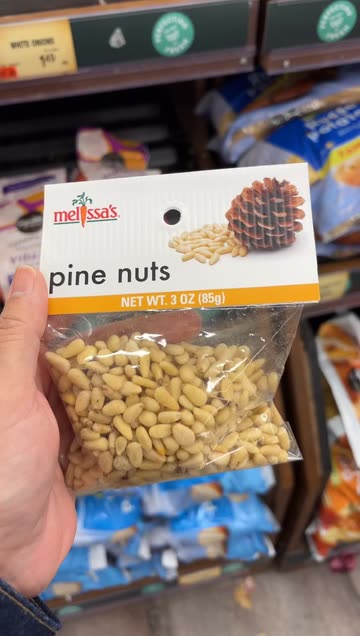 WHITE ONIONS
melissa's
pine nuts
NET WT. 3 OZ (85g)